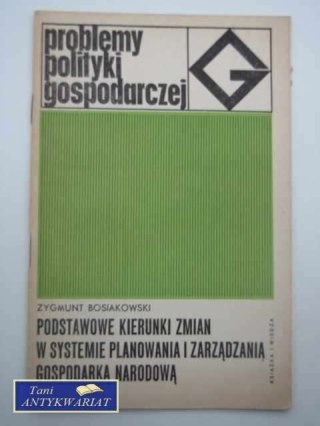 problemy
polityki
gospodarczej
G
ZYGMUNT BOSIAKOWSKI
PODSTAWOWE KIERUNKI ZMIAN
W SYSTEMIE PLANOWANIA I ZARZĄDZANIA
GOSPODARKĄ NARODOWĄ
KSIĄŻKA I WIEDZA
Tani
ANTYKWARIAT